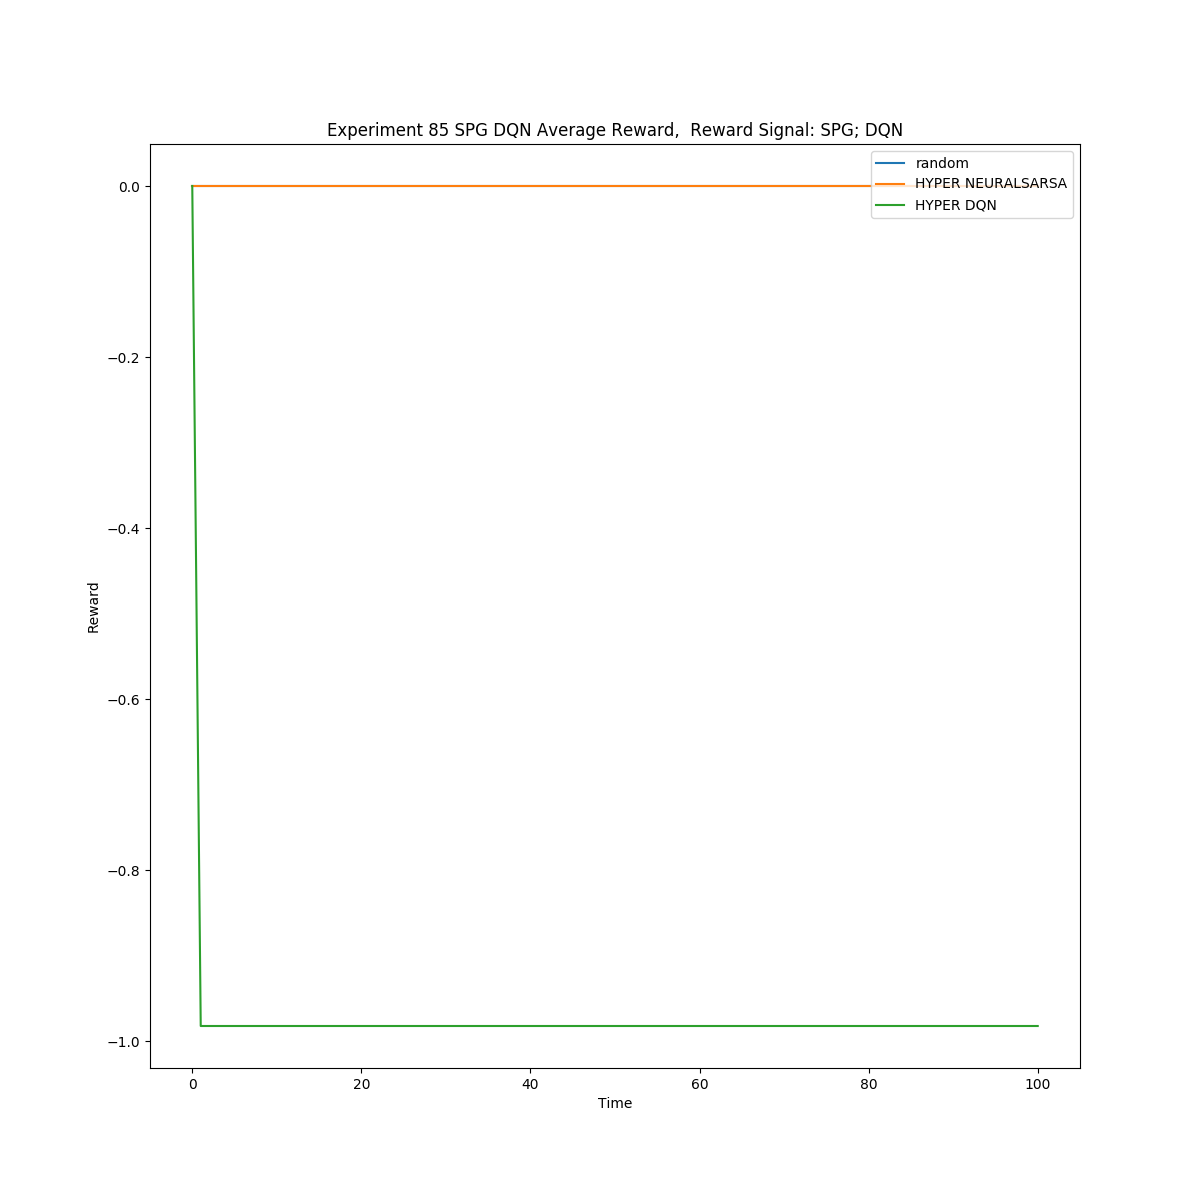 Experiment 85 SPG DQN Average Reward,  Reward Signal: SPG; DQN
random
HYPER NEURALSARSA
HYPER DQN
0.0
−0.2
−0.4
−0.6
−0.8
−1.0
Reward
0 20 40 60 80 100
Time